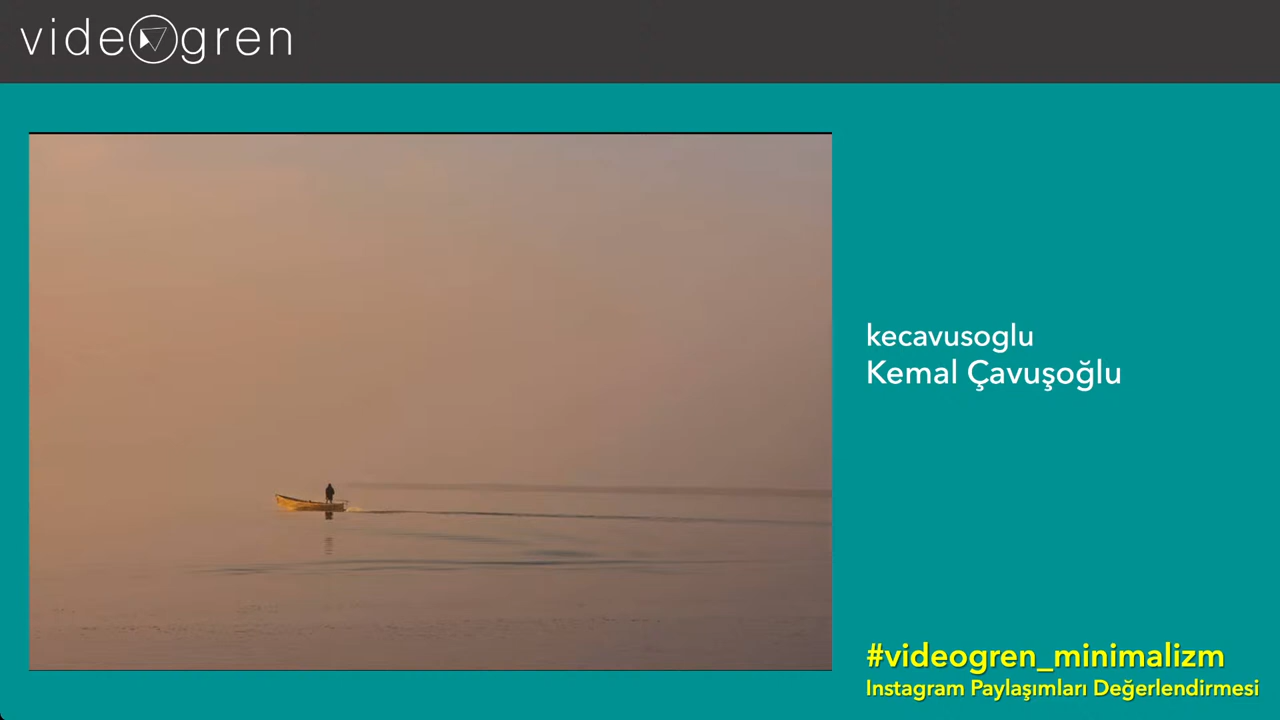 videogren
kecavusoglu
Kemal Çavuşoğlu
#videogren_minimalizm
Instagram Paylaşımları Değerlendirmesi